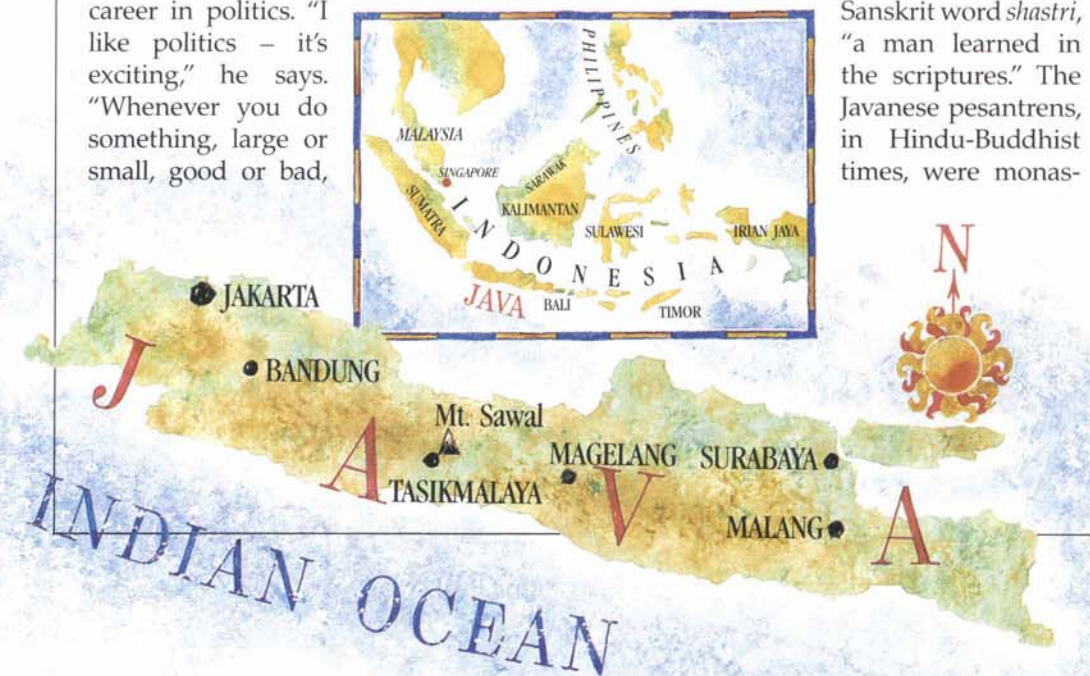 career in politics. “I
like politics – it's
exciting,” he says.
“Whenever you do
something, large or
small, good or bad,
Sanskrit word shastri,
“a man learned in
the scriptures.” The
Javanese pesantrens,
in Hindu-Buddhist
times, were monas-
PHILIPPINES
MALAYSIA
SINGAPORE
SUMATRA
SARAWAK
KALIMANTAN
SULAWESI
IRIAN JAYA
INDONESIA
JAVA
BALI
TIMOR
N
JAKARTA
BANDUNG
Mt. Sawal
TASIKMALAYA
MAGELANG
SURABAYA
MALANG
JAVA
INDIAN OCEAN